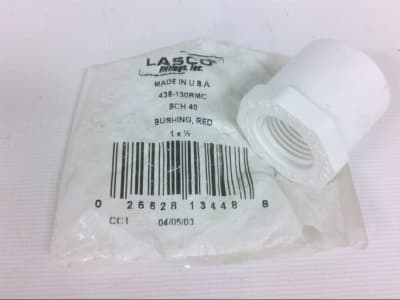 LASCO®
fittings, Inc.
MADE IN U.S.A.
438-130RMC
SCH 40
BUSHING, RED
1 x ½
0 26628 13448 8
CC1 04/05/03